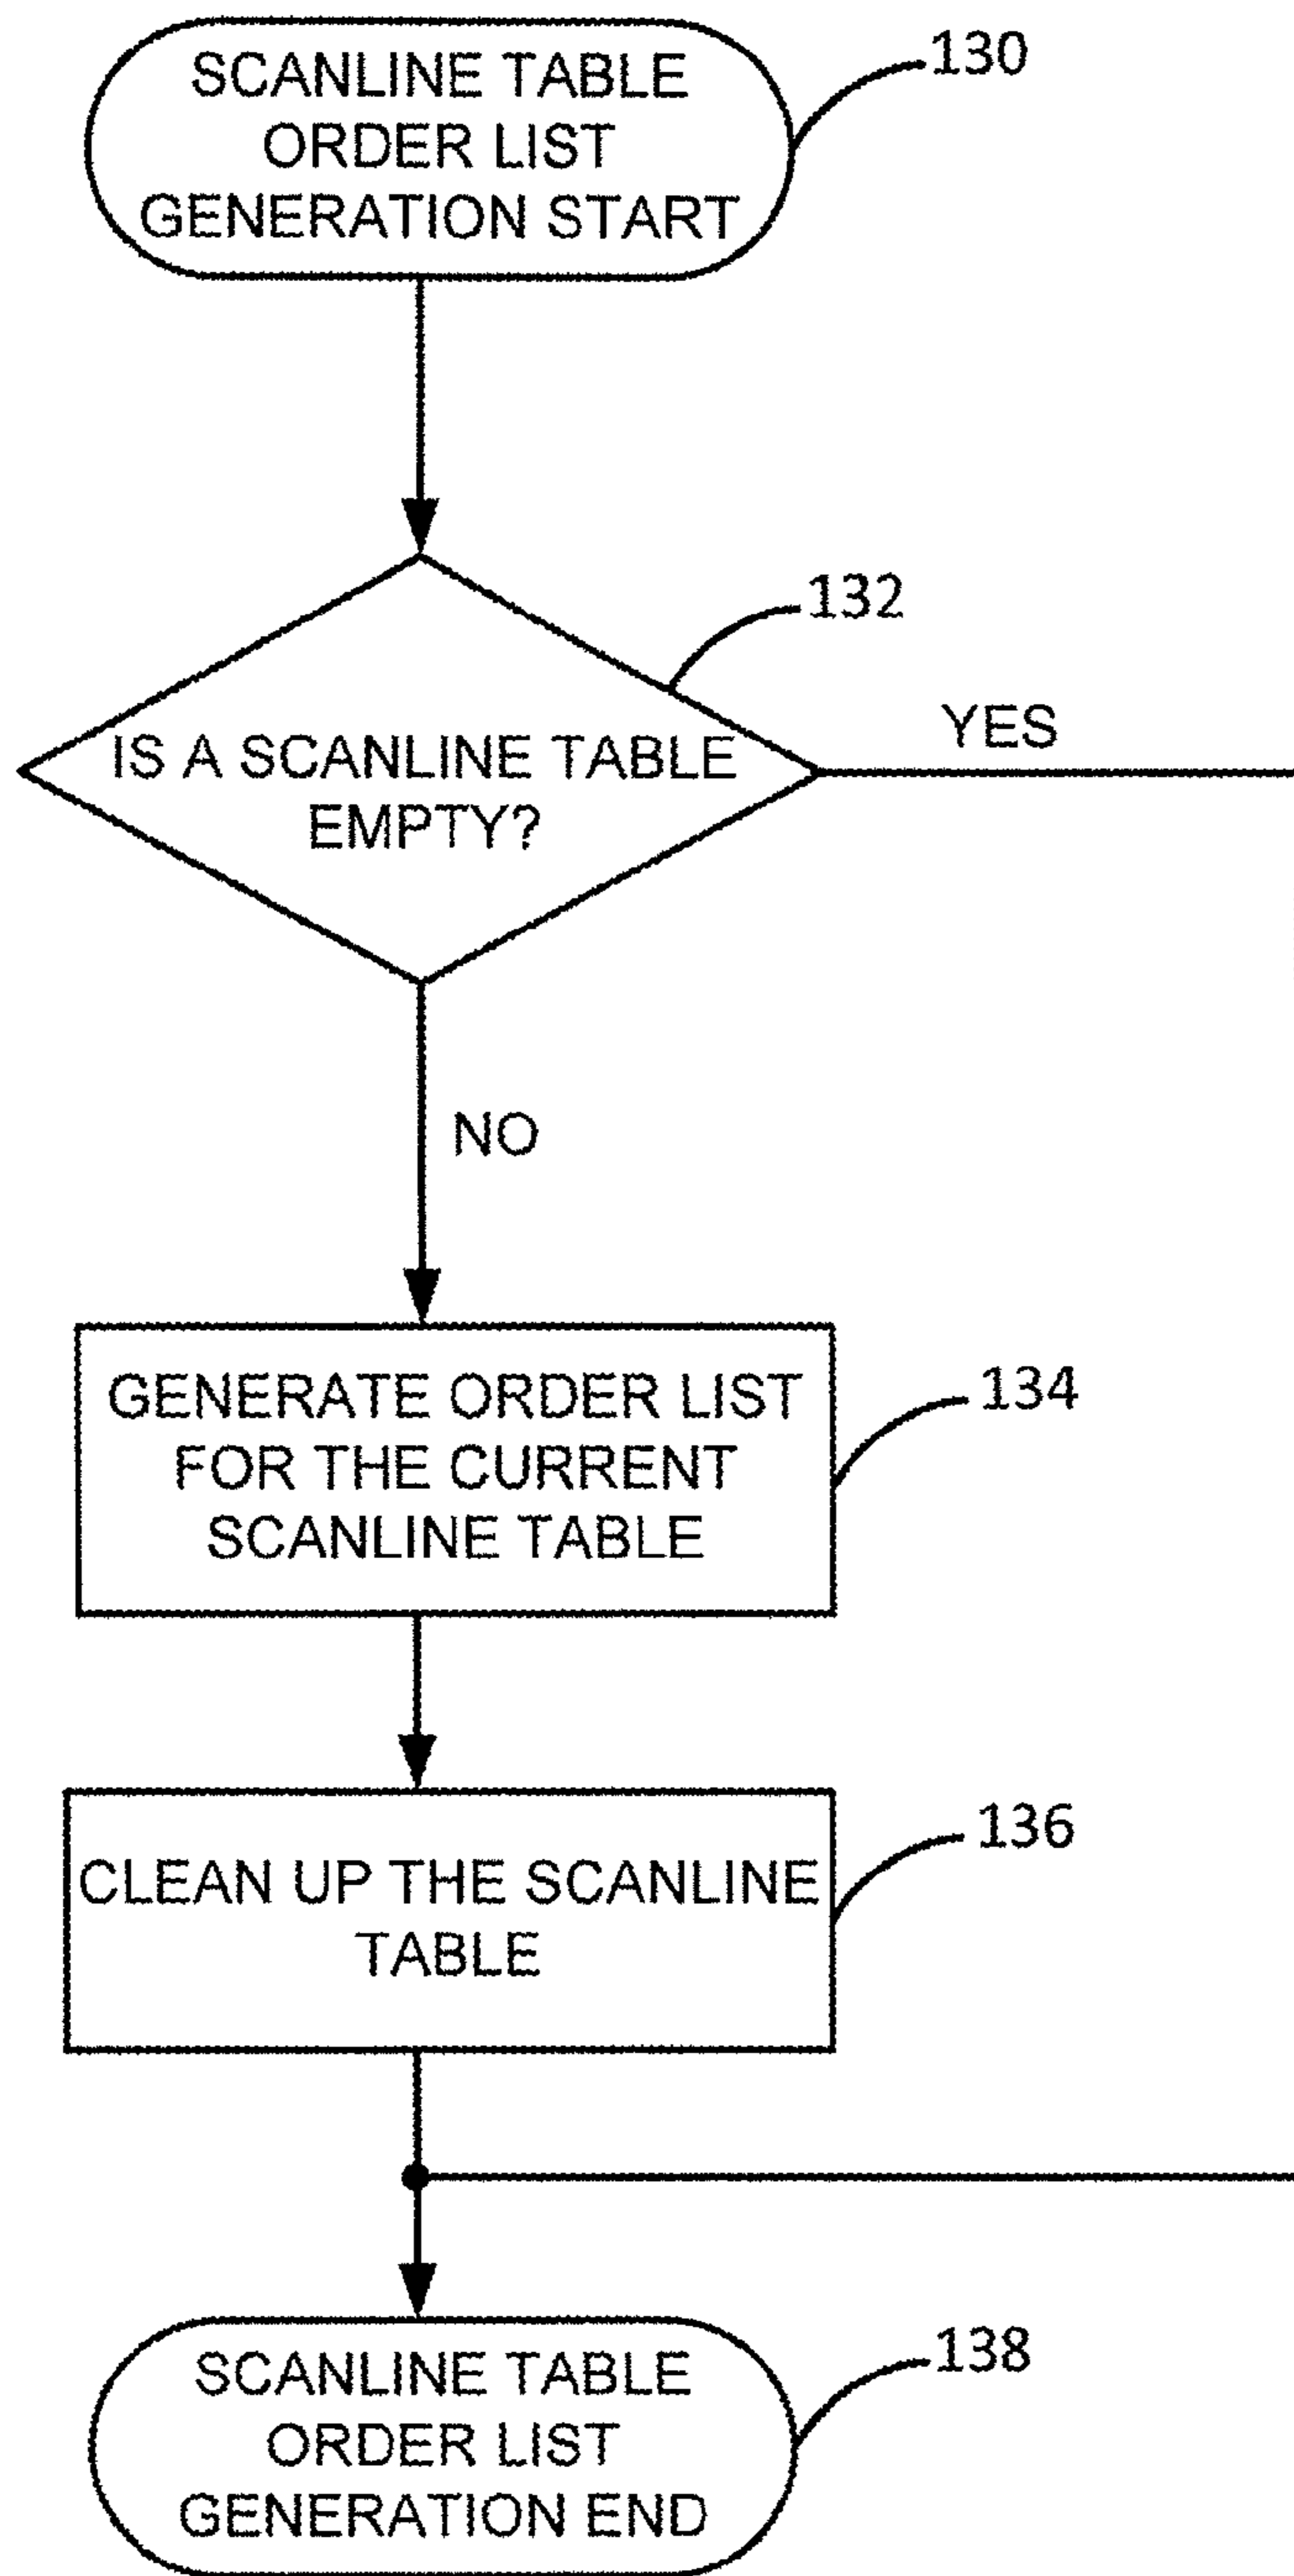 SCANLINE TABLE
ORDER LIST
GENERATION START
130
132
IS A SCANLINE TABLE
EMPTY?
YES
NO
GENERATE ORDER LIST
FOR THE CURRENT
SCANLINE TABLE
134
CLEAN UP THE SCANLINE
TABLE
136
SCANLINE TABLE
ORDER LIST
GENERATION END
138